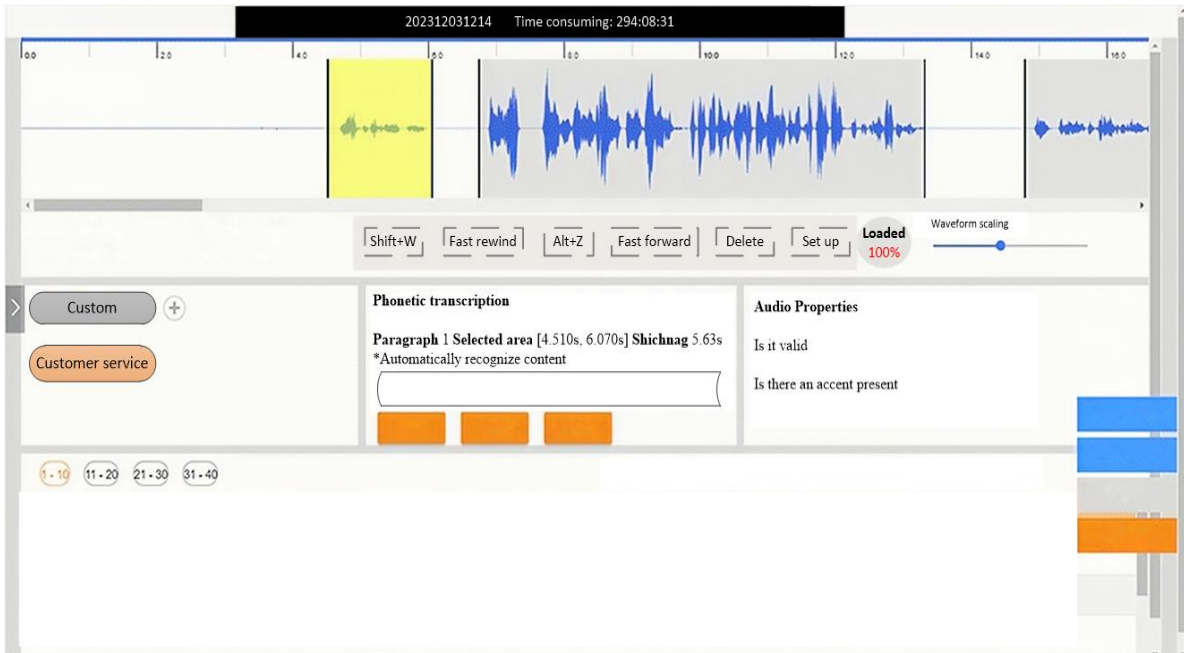 202312031214 Time consuming: 294:08:31
0.0 2.0 4.0 6.0 8.0 10.0 12.0 14.0 16.0
Shift+W Fast rewind Alt+Z Fast forward Delete Set up Loaded 100% Waveform scaling
Custom
Customer service
Phonetic transcription
Paragraph 1 Selected area [4.510s, 6.070s] Shichnag 5.63s
*Automatically recognize content
Audio Properties
Is it valid
Is there an accent present
1 - 10 11 - 20 21 - 30 31 - 40